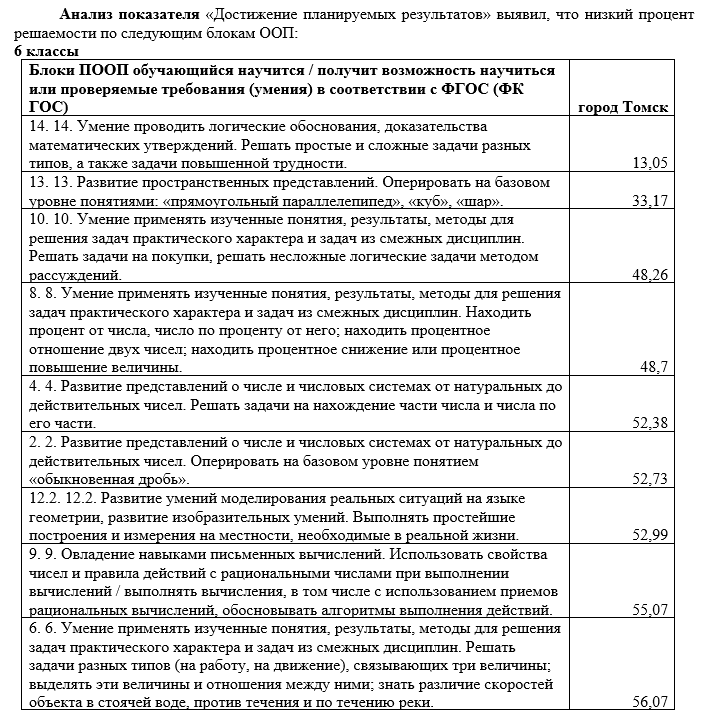 Анализ показателя «Достижение планируемых результатов» выявил, что низкий процент
решаемости по следующим блокам ООП:
6 классы
Блоки ПООП обучающийся научится / получит возможность научиться
или проверяемые требования (умения) в соответствии с ФГОС (ФК
ГОС)
город Томск
14. 14. Умение проводить логические обоснования, доказательства
математических утверждений. Решать простые и сложные задачи разных
типов, а также задачи повышенной трудности.
13,05
13. 13. Развитие пространственных представлений. Оперировать на базовом
уровне понятиями: «прямоугольный параллелепипед», «куб», «шар».
33,17
10. 10. Умение применять изученные понятия, результаты, методы для
решения задач практического характера и задач из смежных дисциплин.
Решать задачи на покупки, решать несложные логические задачи методом
рассуждений.
48,26
8. 8. Умение применять изученные понятия, результаты, методы для решения
задач практического характера и задач из смежных дисциплин. Находить
процент от числа, число по проценту от него; находить процентное
отношение двух чисел; находить процентное снижение или процентное
повышение величины.
48,7
4. 4. Развитие представлений о числе и числовых системах от натуральных до
действительных чисел. Решать задачи на нахождение части числа и числа по
его части.
52,38
2. 2. Развитие представлений о числе и числовых системах от натуральных до
действительных чисел. Оперировать на базовом уровне понятием
«обыкновенная дробь».
52,73
12.2. 12.2. Развитие умений моделирования реальных ситуаций на языке
геометрии, развитие изобразительных умений. Выполнять простейшие
построения и измерения на местности, необходимые в реальной жизни.
52,99
9. 9. Овладение навыками письменных вычислений. Использовать свойства
чисел и правила действий с рациональными числами при выполнении
вычислений / выполнять вычисления, в том числе с использованием приемов
рациональных вычислений, обосновывать алгоритмы выполнения действий.
55,07
6. 6. Умение применять изученные понятия, результаты, методы для решения
задач практического характера и задач из смежных дисциплин. Решать
задачи разных типов (на работу, на движение), связывающих три величины;
выделять эти величины и отношения между ними; знать различие скоростей
объекта в стоячей воде, против течения и по течению реки.
56,07